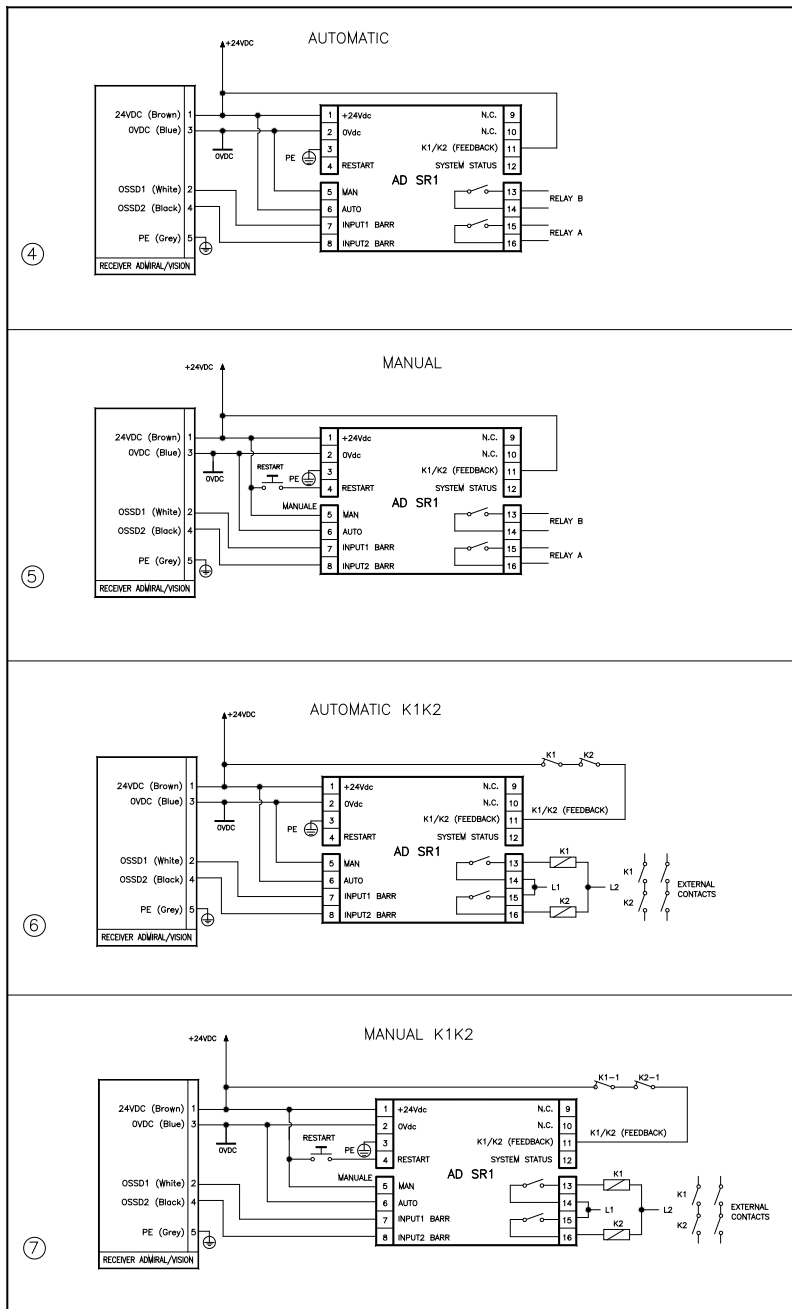 AUTOMATIC
+24VDC
24VDC (Brown) 1
0VDC (Blue) 3
0VDC
OSSD1 (White) 2
OSSD2 (Black) 4
PE (Grey) 5
RECEIVER ADMIRAL/VISION
PE
1 +24Vdc
2 0Vdc
3
4 RESTART
AD SR1
5 MAN
6 AUTO
7 INPUT1 BARR
8 INPUT2 BARR
N.C. 9
N.C. 10
K1/K2 (FEEDBACK) 11
SYSTEM STATUS 12
13
14
15
16
RELAY B
RELAY A
4
MANUAL
+24VDC
24VDC (Brown) 1
0VDC (Blue) 3
0VDC
OSSD1 (White) 2
OSSD2 (Black) 4
PE (Grey) 5
RECEIVER ADMIRAL/VISION
RESTART
PE
MANUALE
1 +24Vdc
2 0Vdc
3
4 RESTART
AD SR1
5 MAN
6 AUTO
7 INPUT1 BARR
8 INPUT2 BARR
N.C. 9
N.C. 10
K1/K2 (FEEDBACK) 11
SYSTEM STATUS 12
13
14
15
16
RELAY B
RELAY A
5
AUTOMATIC K1K2
+24VDC
24VDC (Brown) 1
0VDC (Blue) 3
0VDC
OSSD1 (White) 2
OSSD2 (Black) 4
PE (Grey) 5
RECEIVER ADMIRAL/VISION
PE
1 +24Vdc
2 0Vdc
3
4 RESTART
AD SR1
5 MAN
6 AUTO
7 INPUT1 BARR
8 INPUT2 BARR
N.C. 9
N.C. 10
K1/K2 (FEEDBACK) 11
SYSTEM STATUS 12
13
14
15
16
K1 K2
K1/K2 (FEEDBACK)
K1
L1
L2
K2
K1
K2
EXTERNAL
CONTACTS
6
MANUAL K1K2
+24VDC
24VDC (Brown) 1
0VDC (Blue) 3
0VDC
OSSD1 (White) 2
OSSD2 (Black) 4
PE (Grey) 5
RECEIVER ADMIRAL/VISION
RESTART
PE
MANUALE
1 +24Vdc
2 0Vdc
3
4 RESTART
AD SR1
5 MAN
6 AUTO
7 INPUT1 BARR
8 INPUT2 BARR
N.C. 9
N.C. 10
K1/K2 (FEEDBACK) 11
SYSTEM STATUS 12
13
14
15
16
K1-1 K2-1
K1/K2 (FEEDBACK)
K1
L1
L2
K2
K1
K2
EXTERNAL
CONTACTS
7